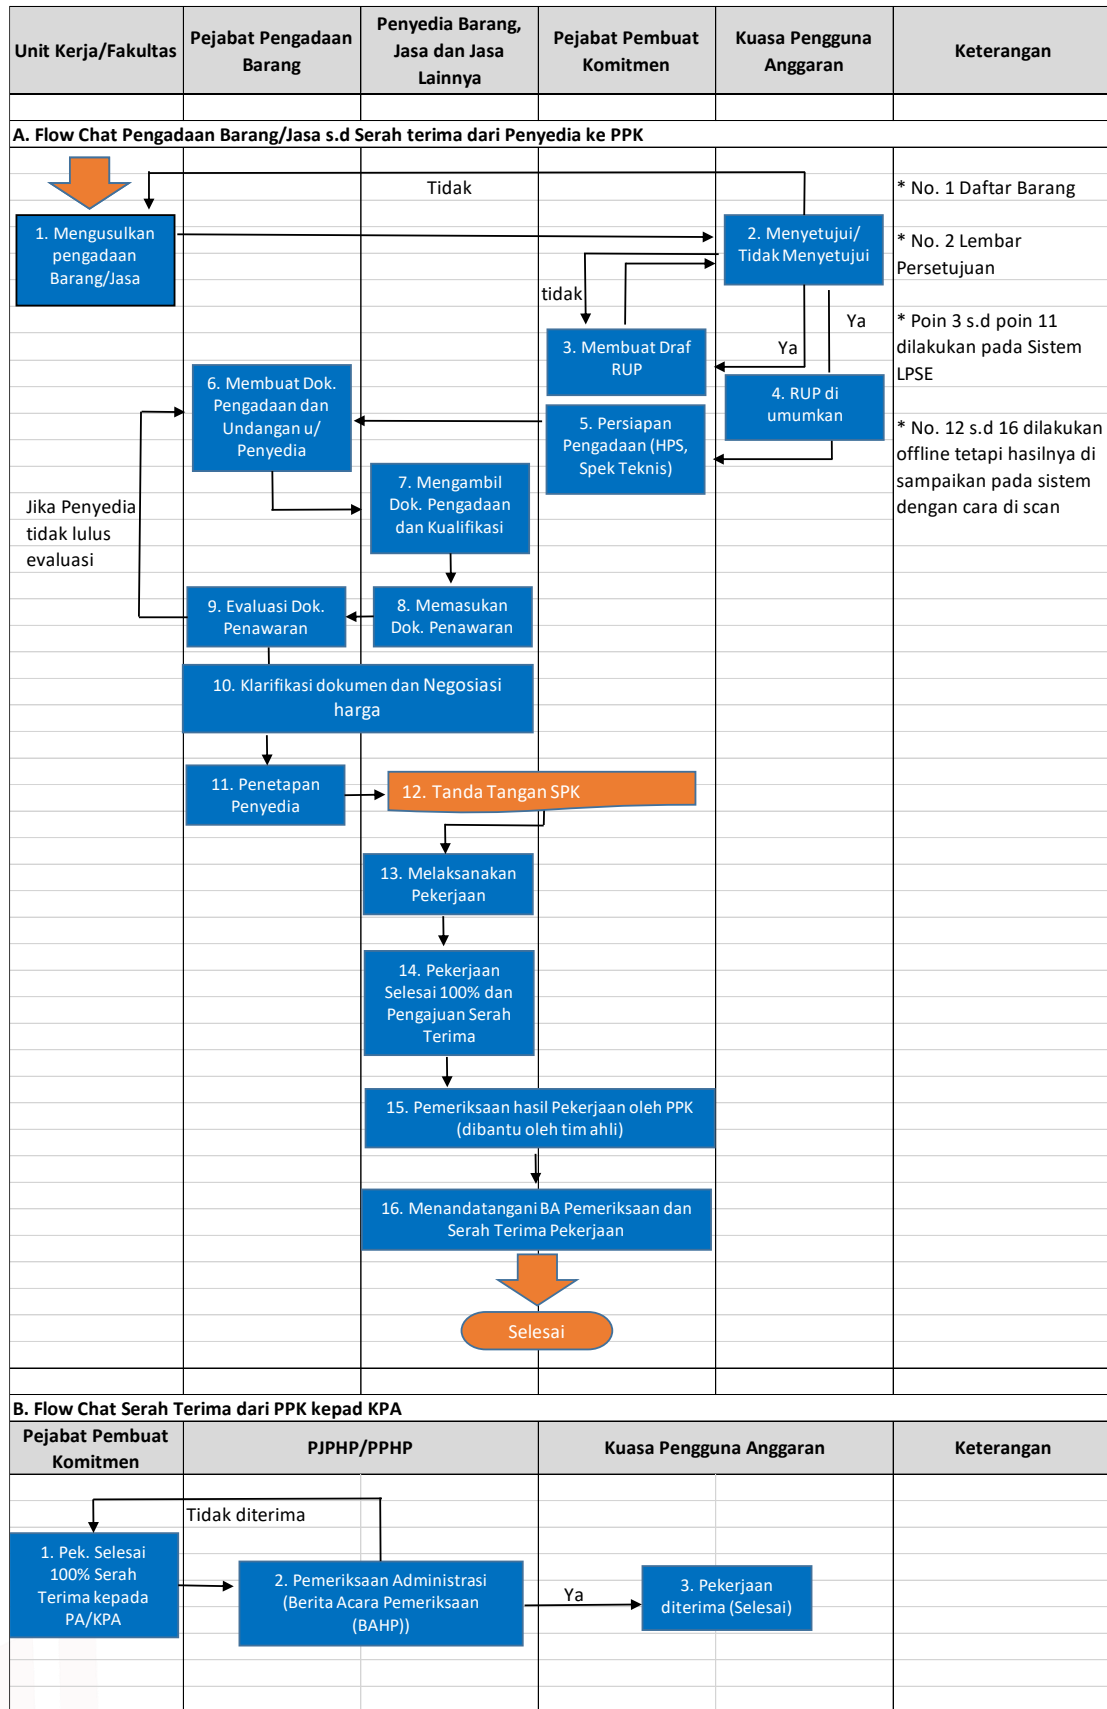 Unit Kerja/Fakultas
Pejabat Pengadaan
Barang
Penyedia Barang,
Jasa dan Jasa
Lainnya
Pejabat Pembuat
Komitmen
Kuasa Pengguna
Anggaran
Keterangan
A. Flow Chat Pengadaan Barang/Jasa s.d Serah terima dari Penyedia ke PPK
Tidak
* No. 1 Daftar Barang
1. Mengusulkan
pengadaan
Barang/Jasa
2. Menyetujui/
Tidak Menyetujui
* No. 2 Lembar
Persetujuan
tidak
Ya
Ya
* Poin 3 s.d poin 11
dilakukan pada Sistem
LPSE
3. Membuat Draf
RUP
4. RUP di
umumkan
* No. 12 s.d 16 dilakukan
offline tetapi hasilnya di
sampaikan pada sistem
dengan cara di scan
5. Persiapan
Pengadaan (HPS,
Spek Teknis)
6. Membuat Dok.
Pengadaan dan
Undangan u/
Penyedia
7. Mengambil
Dok. Pengadaan
dan Kualifikasi
Jika Penyedia
tidak lulus
evaluasi
8. Memasukan
Dok. Penawaran
9. Evaluasi Dok.
Penawaran
10. Klarifikasi dokumen dan Negosiasi
harga
11. Penetapan
Penyedia
12. Tanda Tangan SPK
13. Melaksanakan
Pekerjaan
14. Pekerjaan
Selesai 100% dan
Pengajuan Serah
Terima
15. Pemeriksaan hasil Pekerjaan oleh PPK
(dibantu oleh tim ahli)
16. Menandatangani BA Pemeriksaan dan
Serah Terima Pekerjaan
Selesai
B. Flow Chat Serah Terima dari PPK kepad KPA
Pejabat Pembuat
Komitmen
PJPHP/PPHP
Kuasa Pengguna Anggaran
Keterangan
Tidak diterima
1. Pek. Selesai
100% Serah
Terima kepada
PA/KPA
2. Pemeriksaan Administrasi
(Berita Acara Pemeriksaan
(BAHP))
Ya
3. Pekerjaan
diterima (Selesai)